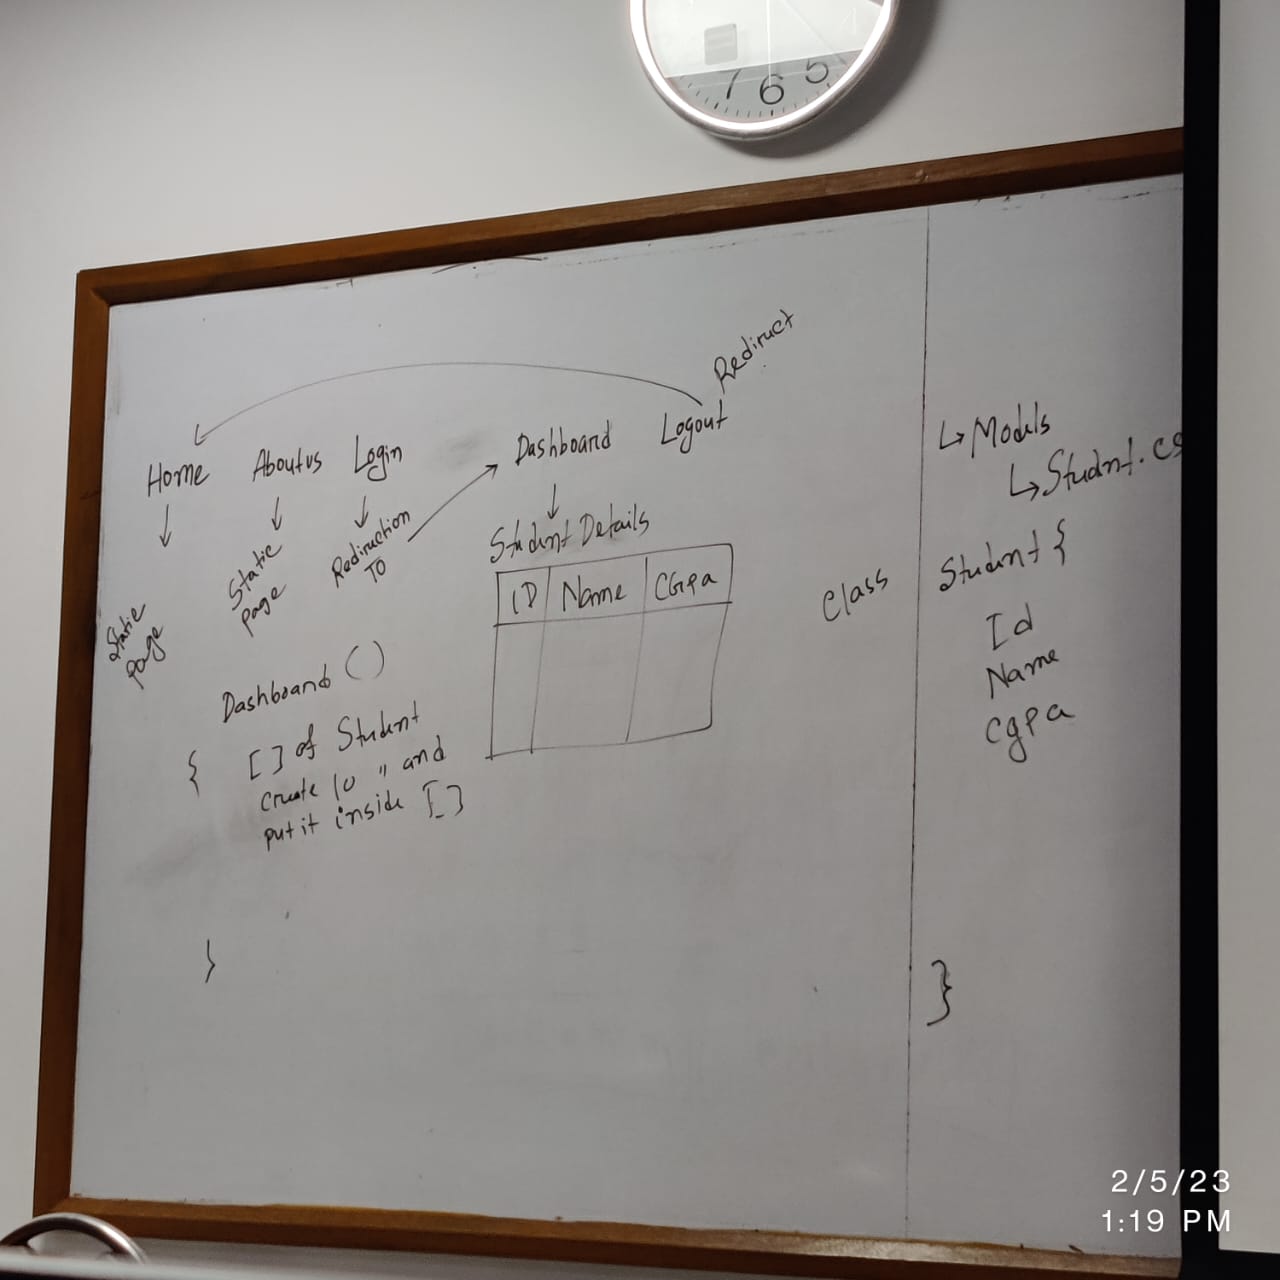 7 6 5
Redirect
Home Aboutus Login Dashboard Logout
Static Page
Static Page
Redirection To
Student Details
ID Name CGPA
Dashboard ()
{ [ ] of Student
create 10 " and
put it inside [ ]
}
↳ Models
↳ Student.cs
Class Student {
Id
Name
cgpa
}
2/5/23
1:19 PM